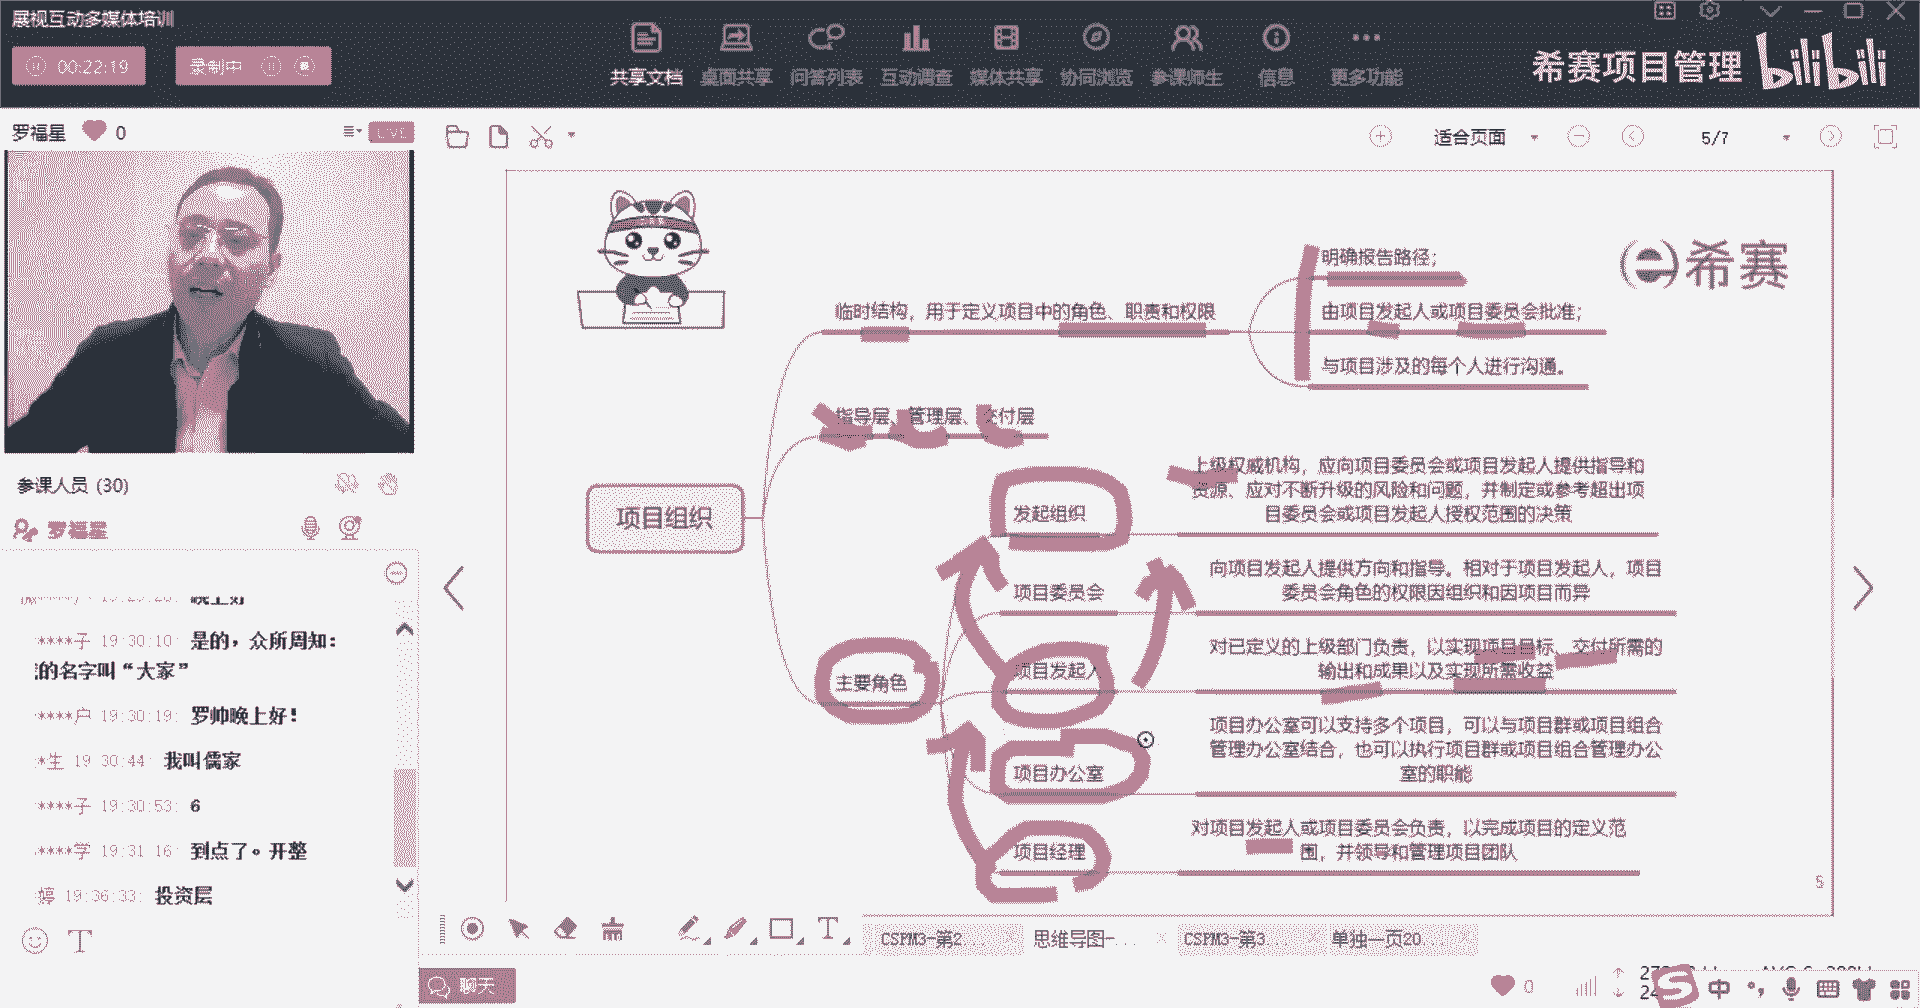 展视互动多媒体培训
00:22:19
录制中
共享文档
桌面共享
问答列表
互动调查
媒体共享
协同浏览
参课师生
信息
更多功能
希赛项目管理
bilibili
罗福星
0
LIVE
适合页面
5/7
参课人员 (30)
罗福星
晚上好
****子 19:30:10: 是的，众所周知：
的名字叫“大家”
****户 19:30:19: 罗帅晚上好！
*生 19:30:44: 我叫儒家
****子 19:30:53: 6
****学 19:31:16: 到点了。开整
婷 19:36:33: 投资层
T
聊天
希赛
项目组织
临时结构，用于定义项目中的角色、职责和权限
明确报告路径；
由项目发起人或项目委员会批准；
与项目涉及的每个人进行沟通。
指导层、管理层、交付层
主要角色
发起组织
上级权威机构，应向项目委员会或项目发起人提供指导和
资源、应对不断升级的风险和问题，并制定或参考超出项
目委员会或项目发起人授权范围的决策
项目委员会
向项目发起人提供方向和指导。相对于项目发起人，项目
委员会角色的权限因组织和因项目而异
项目发起人
对已定义的上级部门负责，以实现项目目标、交付所需的
输出和成果以及实现所需收益
项目办公室
项目办公室可以支持多个项目，可以与项目群或项目组合
管理办公室结合，也可以执行项目群或项目组合管理办公
室的职能
项目经理
对项目发起人或项目委员会负责，以完成项目的定义范
围，并领导和管理项目团队
5
T
CSPM3-第2...
思维导图-...
CSPM3-第3...
单独一页20...
0
中